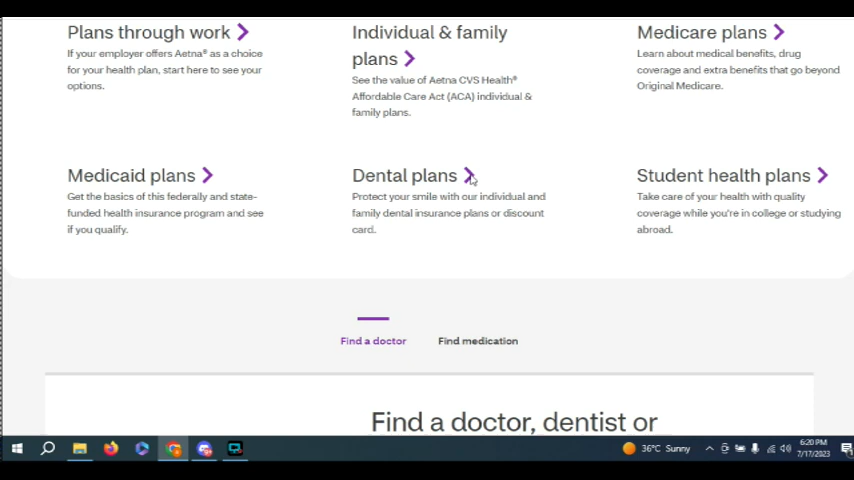 Plans through work
If your employer offers Aetna® as a choice
for your health plan, start here to see your
options.
Individual & family
plans
See the value of Aetna CVS Health®
Affordable Care Act (ACA) individual &
family plans.
Medicare plans
Learn about medical benefits, drug
coverage and extra benefits that go beyond
Original Medicare.
Medicaid plans
Get the basics of this federally and state-
funded health insurance program and see
if you qualify.
Dental plans
Protect your smile with our individual and
family dental insurance plans or discount
card.
Student health plans
Take care of your health with quality
coverage while you're in college or studying
abroad.
Find a doctor
Find medication
Find a doctor, dentist or
36°C Sunny
6:20 PM
7/17/2023